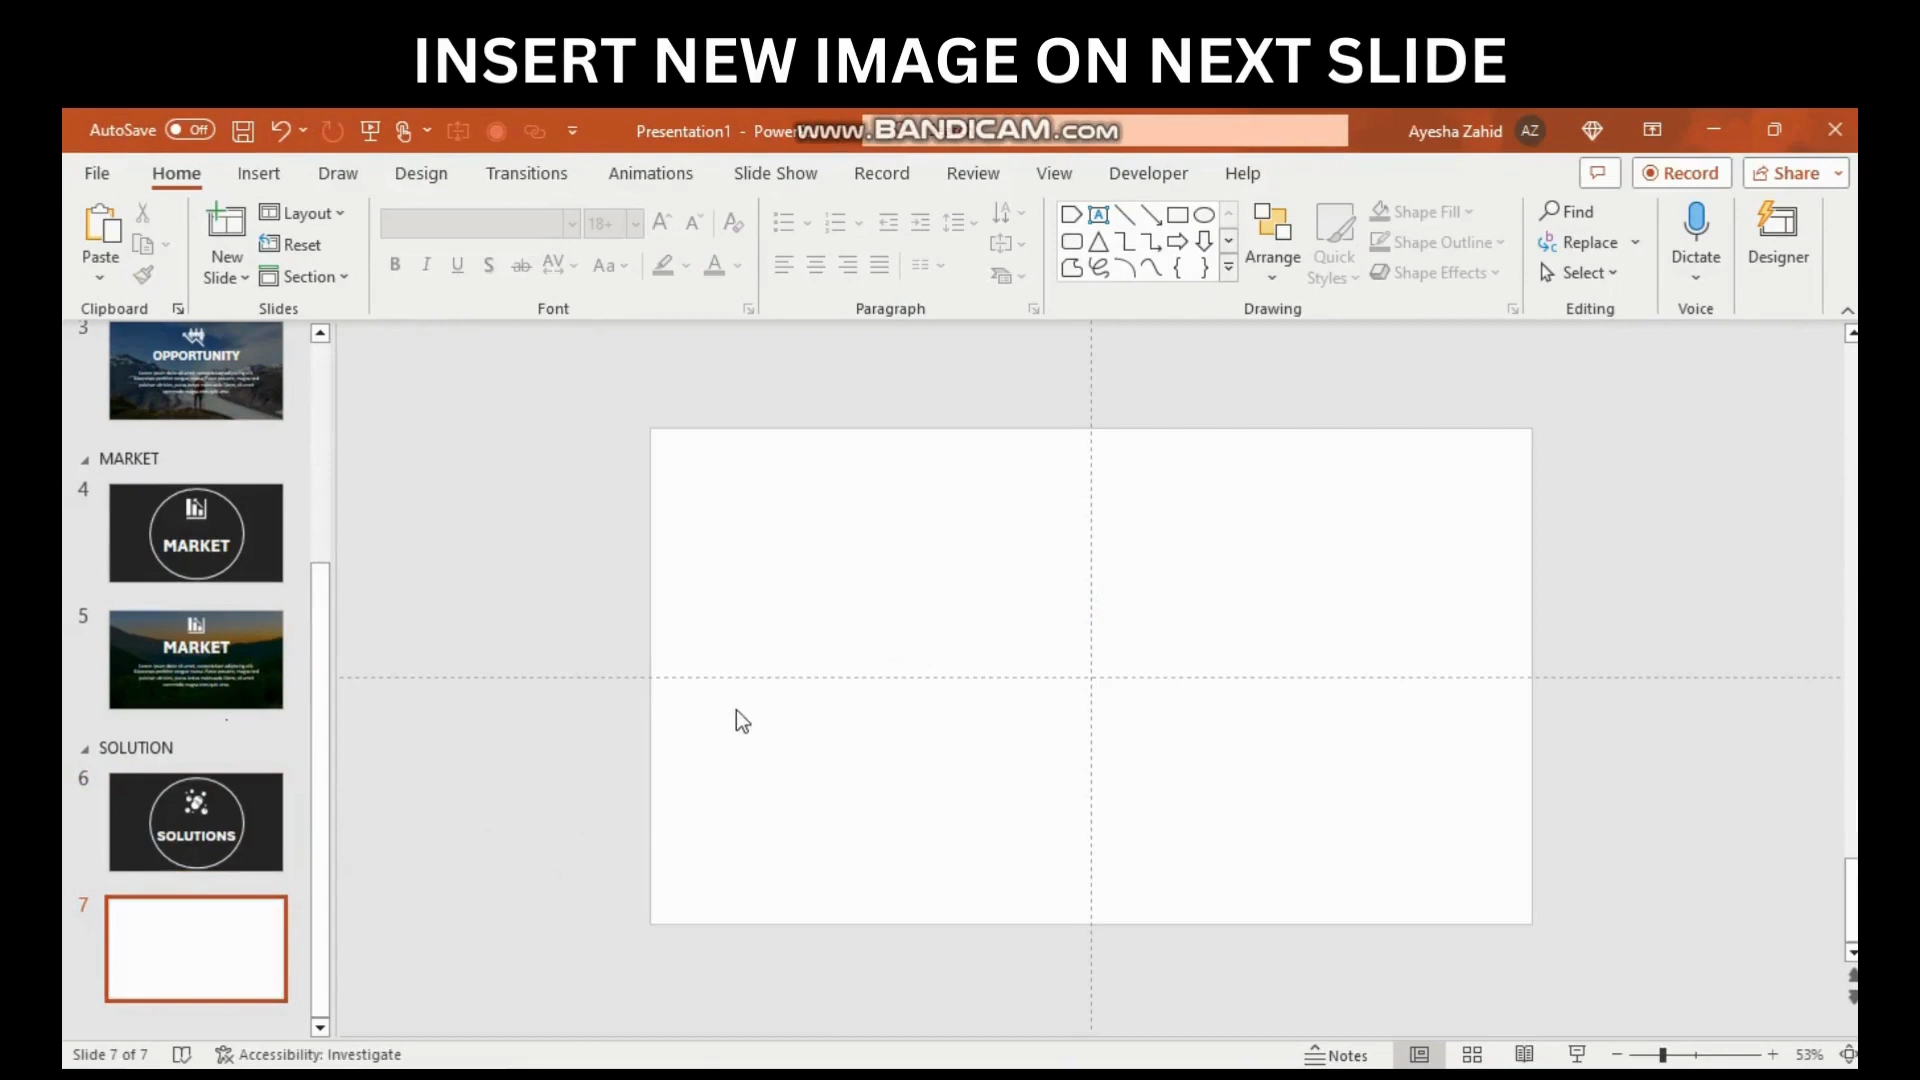 INSERT NEW IMAGE ON NEXT SLIDE
AutoSave Off
Presentation1 - Power
www.BANDICAM.com
Ayesha Zahid AZ
File Home Insert Draw Design Transitions Animations Slide Show Record Review View Developer Help
Record Share
Paste
Clipboard
New Slide
Layout
Reset
Section
Slides
18+
B I U S ab AV Aa A
Font
Paragraph
Arrange
Quick Styles
Shape Fill
Shape Outline
Shape Effects
Drawing
Find
Replace
Select
Editing
Dictate
Voice
Designer
3
OPPORTUNITY
MARKET
4
MARKET
5
MARKET
SOLUTION
6
SOLUTIONS
7
Slide 7 of 7
Accessibility: Investigate
Notes
53%